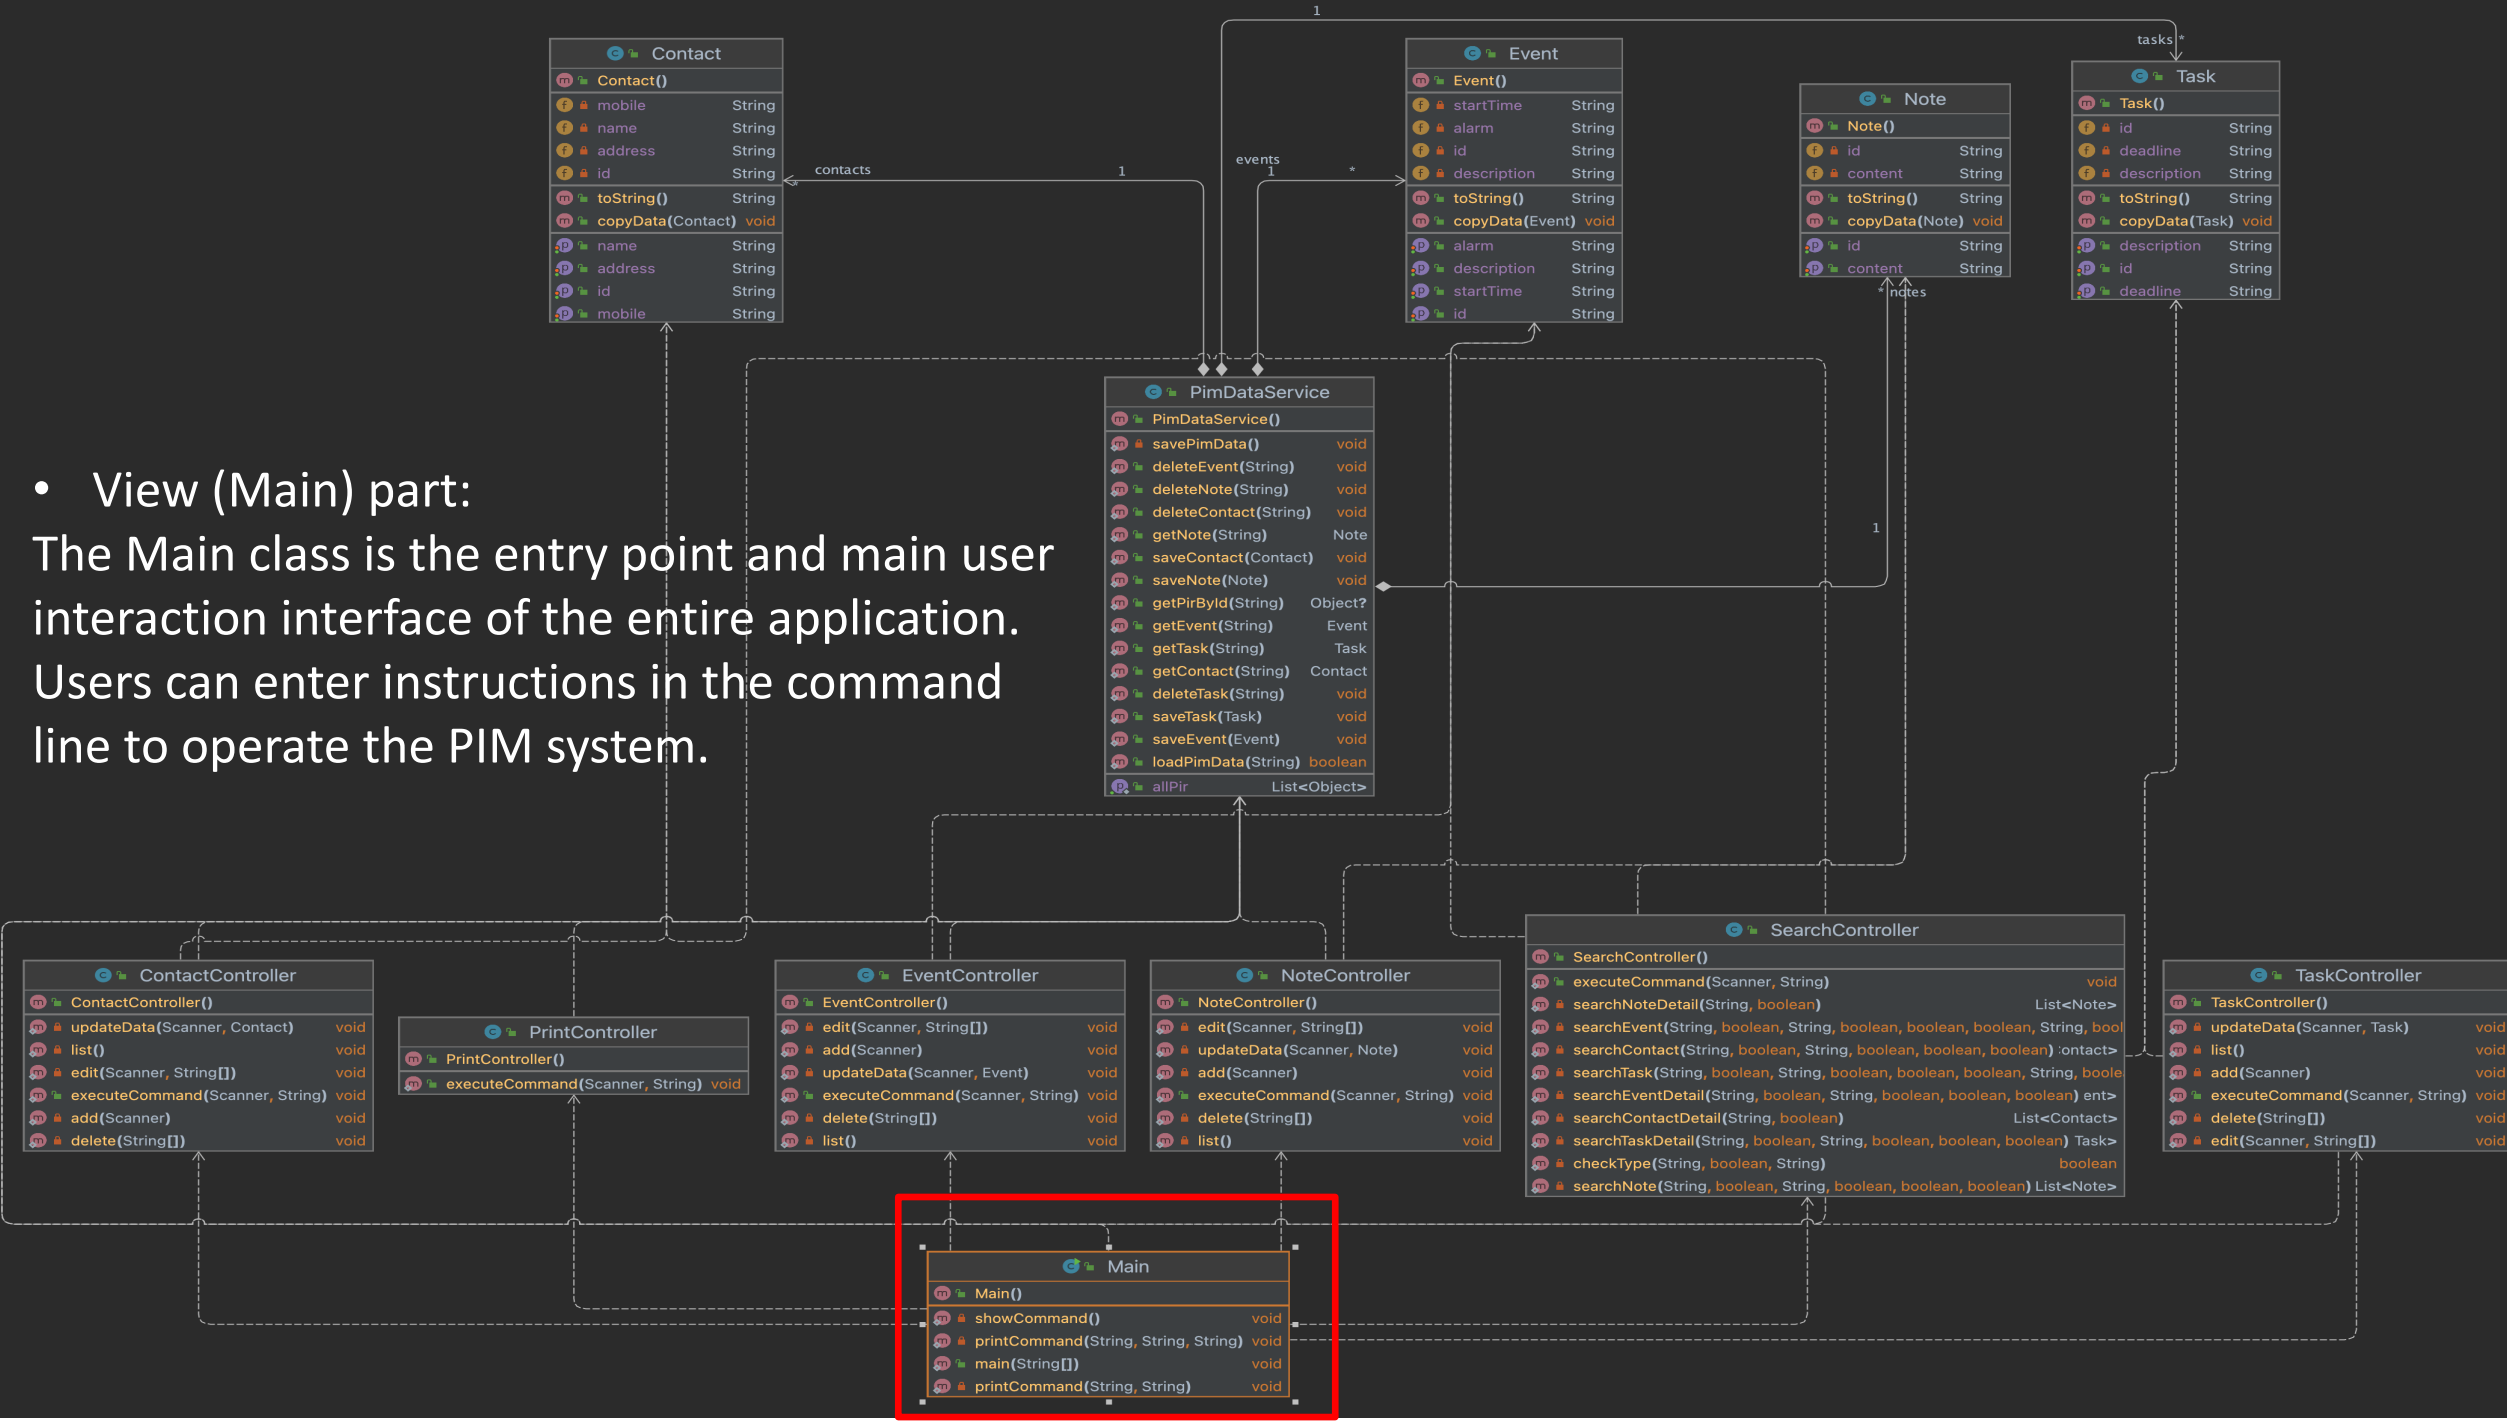 1
tasks *
Contact
Contact()
mobile String
name String
address String
id String
toString() String
copyData(Contact) void
name String
address String
id String
mobile String
contacts
*
1
events
1
*
Event
Event()
startTime String
alarm String
id String
description String
toString() String
copyData(Event) void
alarm String
description String
startTime String
id String
Note
Note()
id String
content String
toString() String
copyData(Note) void
id String
content String
* notes
1
Task
Task()
id String
deadline String
description String
toString() String
copyData(Task) void
description String
id String
deadline String
PimDataService
PimDataService()
savePimData() void
deleteEvent(String) void
deleteNote(String) void
deleteContact(String) void
getNote(String) Note
saveContact(Contact) void
saveNote(Note) void
getPirById(String) Object?
getEvent(String) Event
getTask(String) Task
getContact(String) Contact
deleteTask(String) void
saveTask(Task) void
saveEvent(Event) void
loadPimData(String) boolean
allPir List<Object>
• View (Main) part:
The Main class is the entry point and main user
interaction interface of the entire application.
Users can enter instructions in the command
line to operate the PIM system.
ContactController
ContactController()
updateData(Scanner, Contact) void
list() void
edit(Scanner, String[]) void
executeCommand(Scanner, String) void
add(Scanner) void
delete(String[]) void
PrintController
PrintController()
executeCommand(Scanner, String) void
EventController
EventController()
edit(Scanner, String[]) void
add(Scanner) void
updateData(Scanner, Event) void
executeCommand(Scanner, String) void
delete(String[]) void
list() void
NoteController
NoteController()
edit(Scanner, String[]) void
updateData(Scanner, Note) void
add(Scanner) void
executeCommand(Scanner, String) void
delete(String[]) void
list() void
SearchController
SearchController()
executeCommand(Scanner, String) void
searchNoteDetail(String, boolean) List<Note>
searchEvent(String, boolean, String, boolean, boolean, boolean, String, bool
searchContact(String, boolean, String, boolean, boolean, boolean) :ontact>
searchTask(String, boolean, String, boolean, boolean, boolean, String, boole
searchEventDetail(String, boolean, String, boolean, boolean, boolean) ent>
searchContactDetail(String, boolean) List<Contact>
searchTaskDetail(String, boolean, String, boolean, boolean, boolean) Task>
checkType(String, boolean, String) boolean
searchNote(String, boolean, String, boolean, boolean, boolean) List<Note>
TaskController
TaskController()
updateData(Scanner, Task) void
list() void
add(Scanner) void
executeCommand(Scanner, String) void
delete(String[]) void
edit(Scanner, String[]) void
Main
Main()
showCommand() void
printCommand(String, String, String) void
main(String[]) void
printCommand(String, String) void